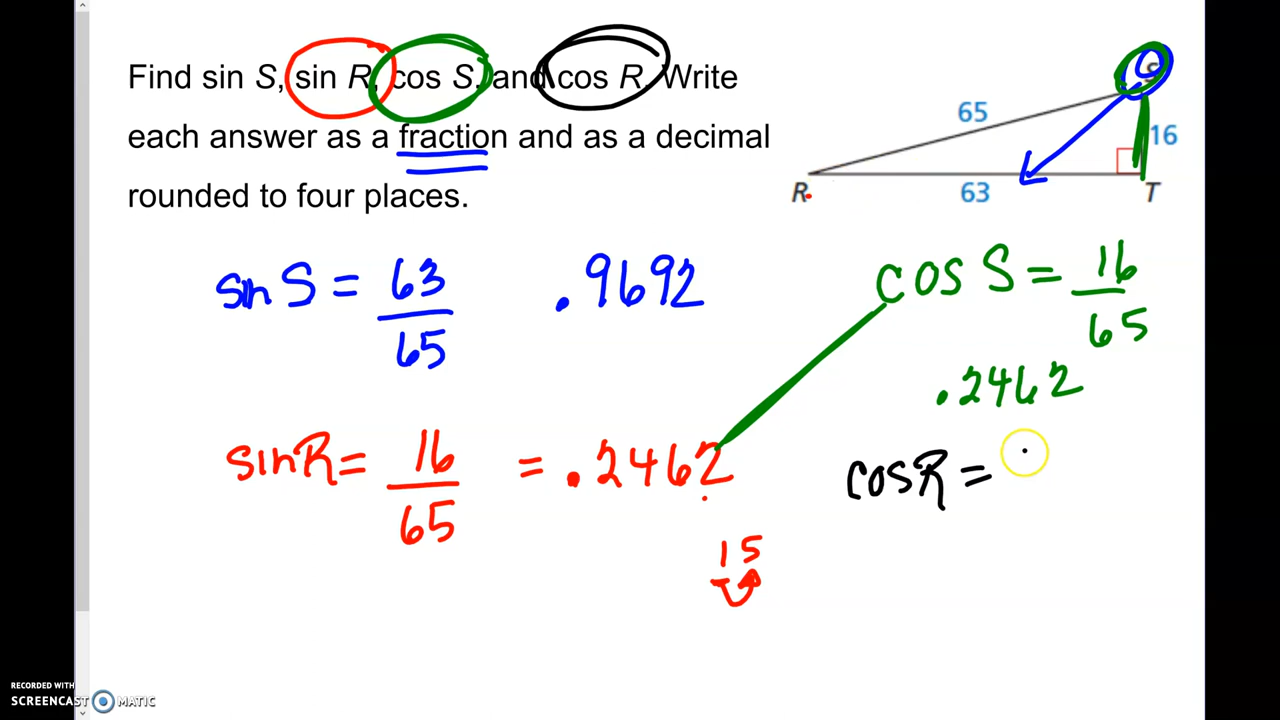 Find sin S, sin R, cos S, and cos R. Write
each answer as a fraction and as a decimal
rounded to four places.
65
16
R
63
T
sin S = 63/65 .9692
cos S = 16/65
.2462
sin R = 16/65 = .2462
15
cos R =
RECORDED WITH
SCREENCAST MATIC